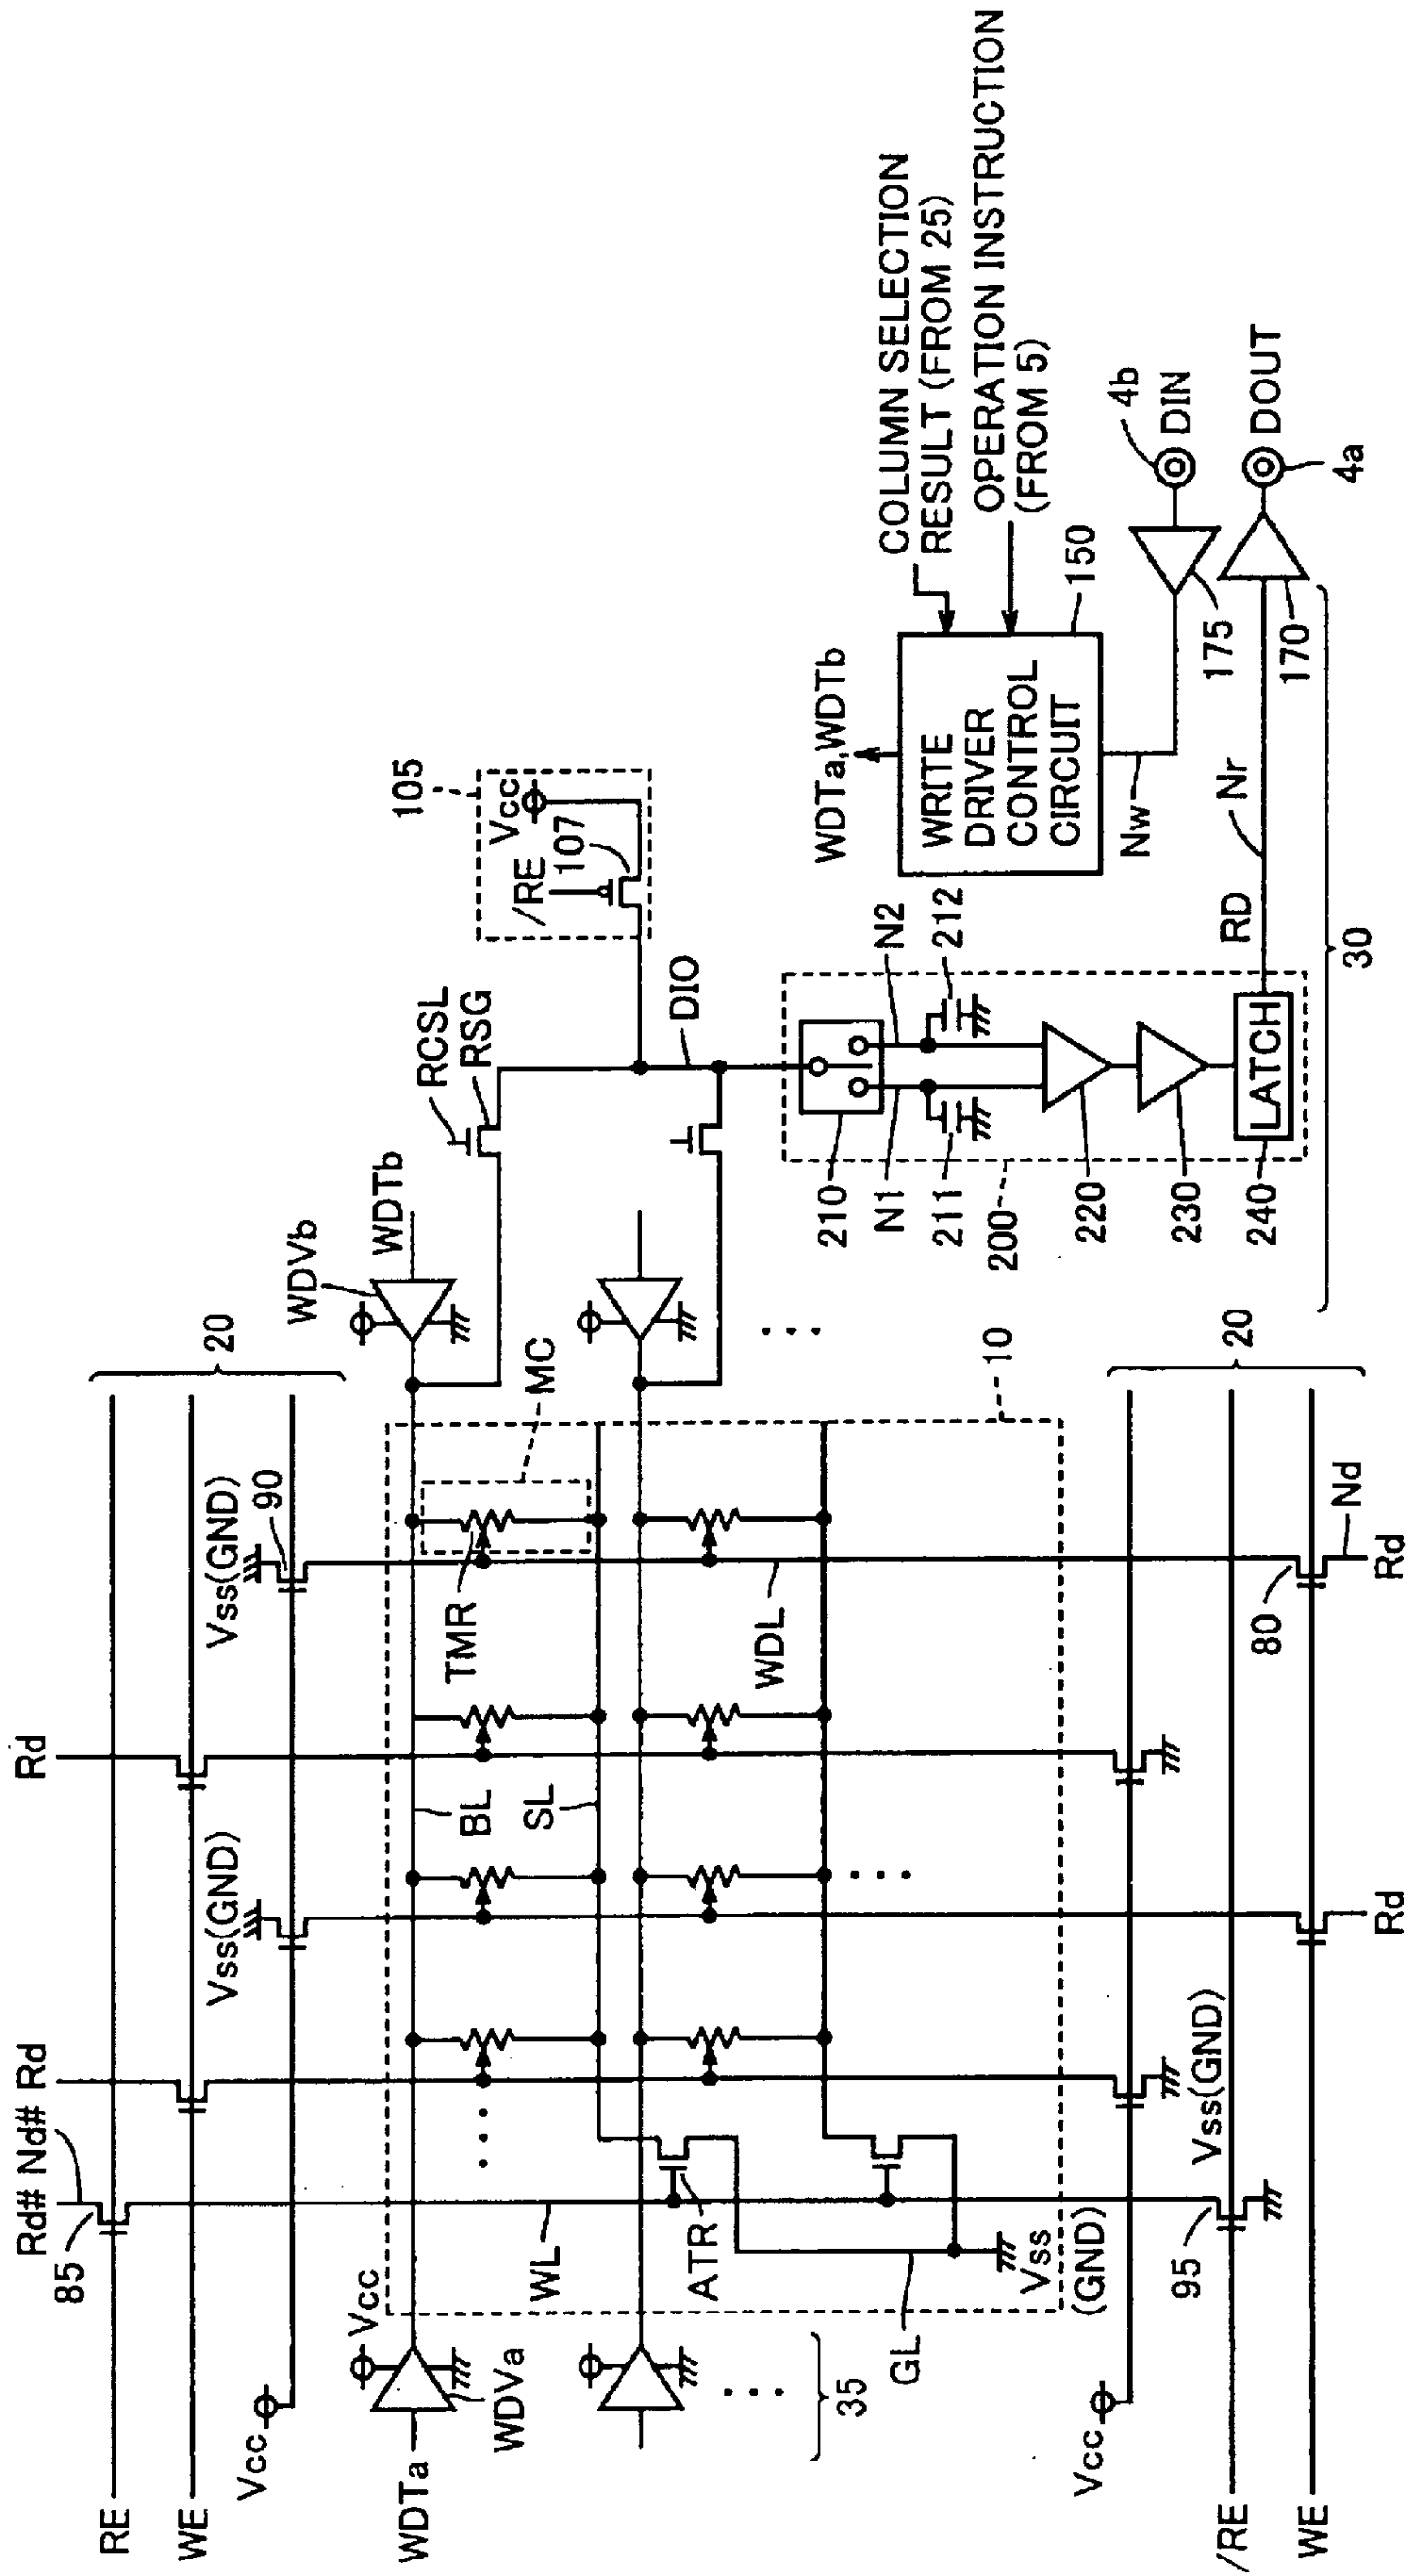 RE
WE
Vcc
WDTa
Vcc
WDVa
35
Rd# Nd# Rd
85
Vss(GND)
Rd
Vss(GND)
90
20
WL
ATR
GL
Vss
(GND)
BL
SL
TMR
MC
WDL
10
WDVb
WDTb
RCSL
RSG
105
Vcc
/RE
107
DIO
210
N1
211
200
220
230
240
N2
212
LATCH
WDTa,WDTb
WRITE
DRIVER
CONTROL
CIRCUIT
150
COLUMN SELECTION
RESULT (FROM 25)
OPERATION INSTRUCTION
(FROM 5)
Nw
175
4b
DIN
RD
Nr
170
DOUT
4a
30
Vcc
/RE
WE
95
Vss(GND)
Rd
80
Nd
Rd
20